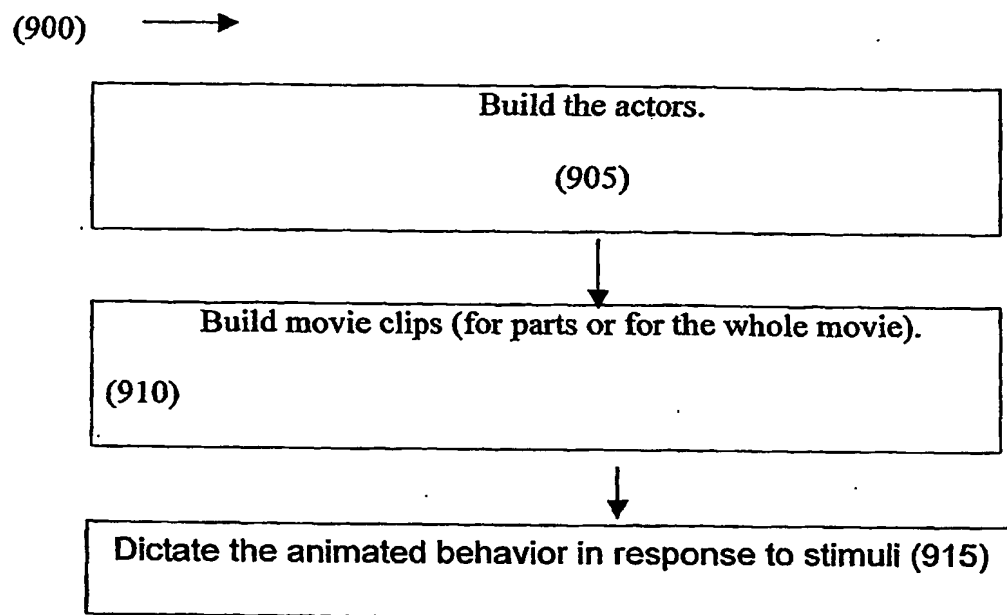 (900)
Build the actors.
(905)
Build movie clips (for parts or for the whole movie).
(910)
Dictate the animated behavior in response to stimuli (915)